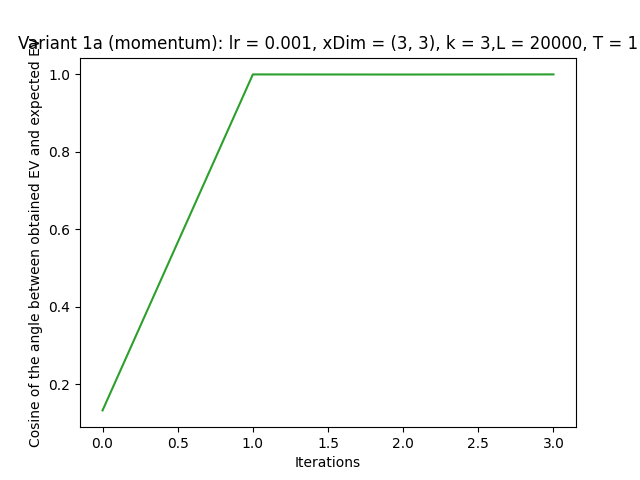 Variant 1a (momentum): lr = 0.001, xDim = (3, 3), k = 3,L = 20000, T = 1
Cosine of the angle between obtained EV and expected EV
1.0
0.8
0.6
0.4
0.2
0.0 0.5 1.0 1.5 2.0 2.5 3.0
Iterations